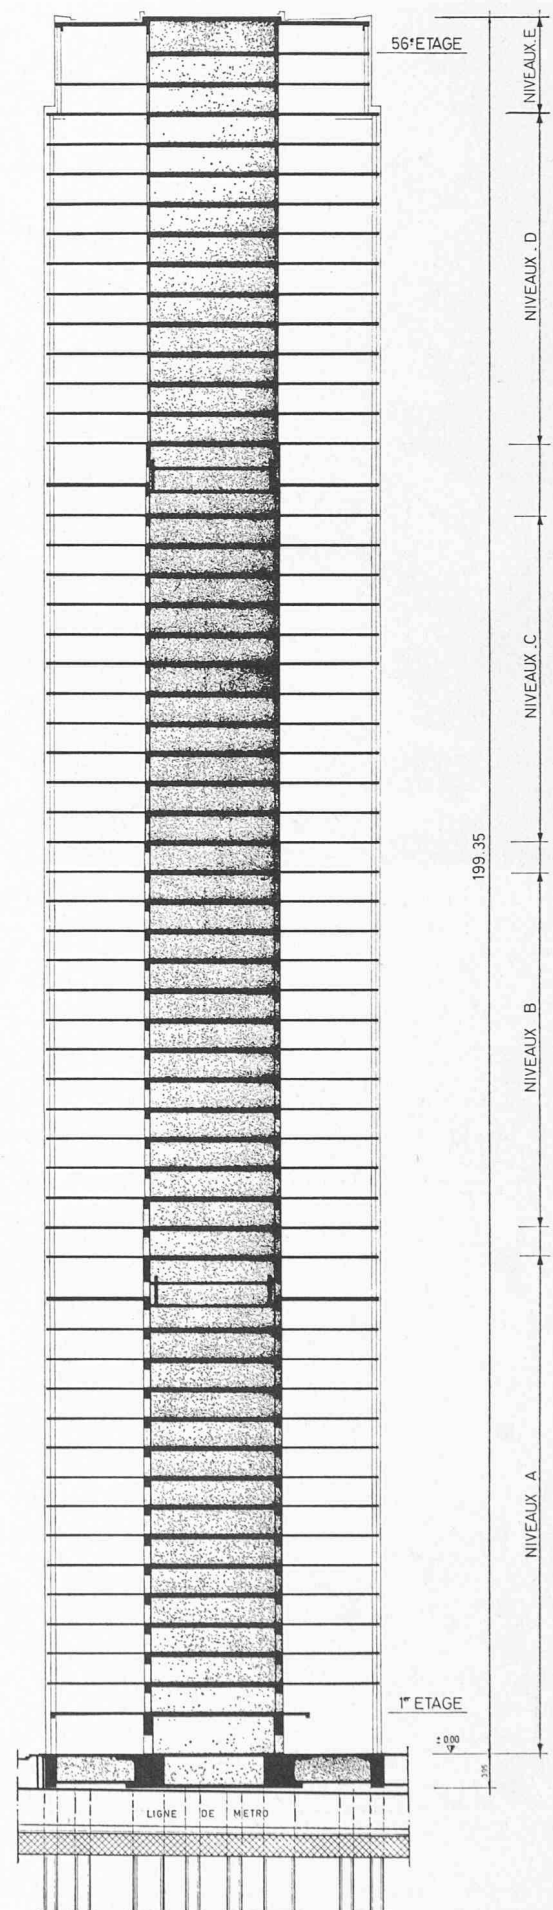 56ᵉ ETAGE
NIVEAUX.E
NIVEAUX . D
NIVEAUX .C
199.35
NIVEAUX B
NIVEAUX A
1ᵉʳ ETAGE
± 0.00
LIGNE DE METRO